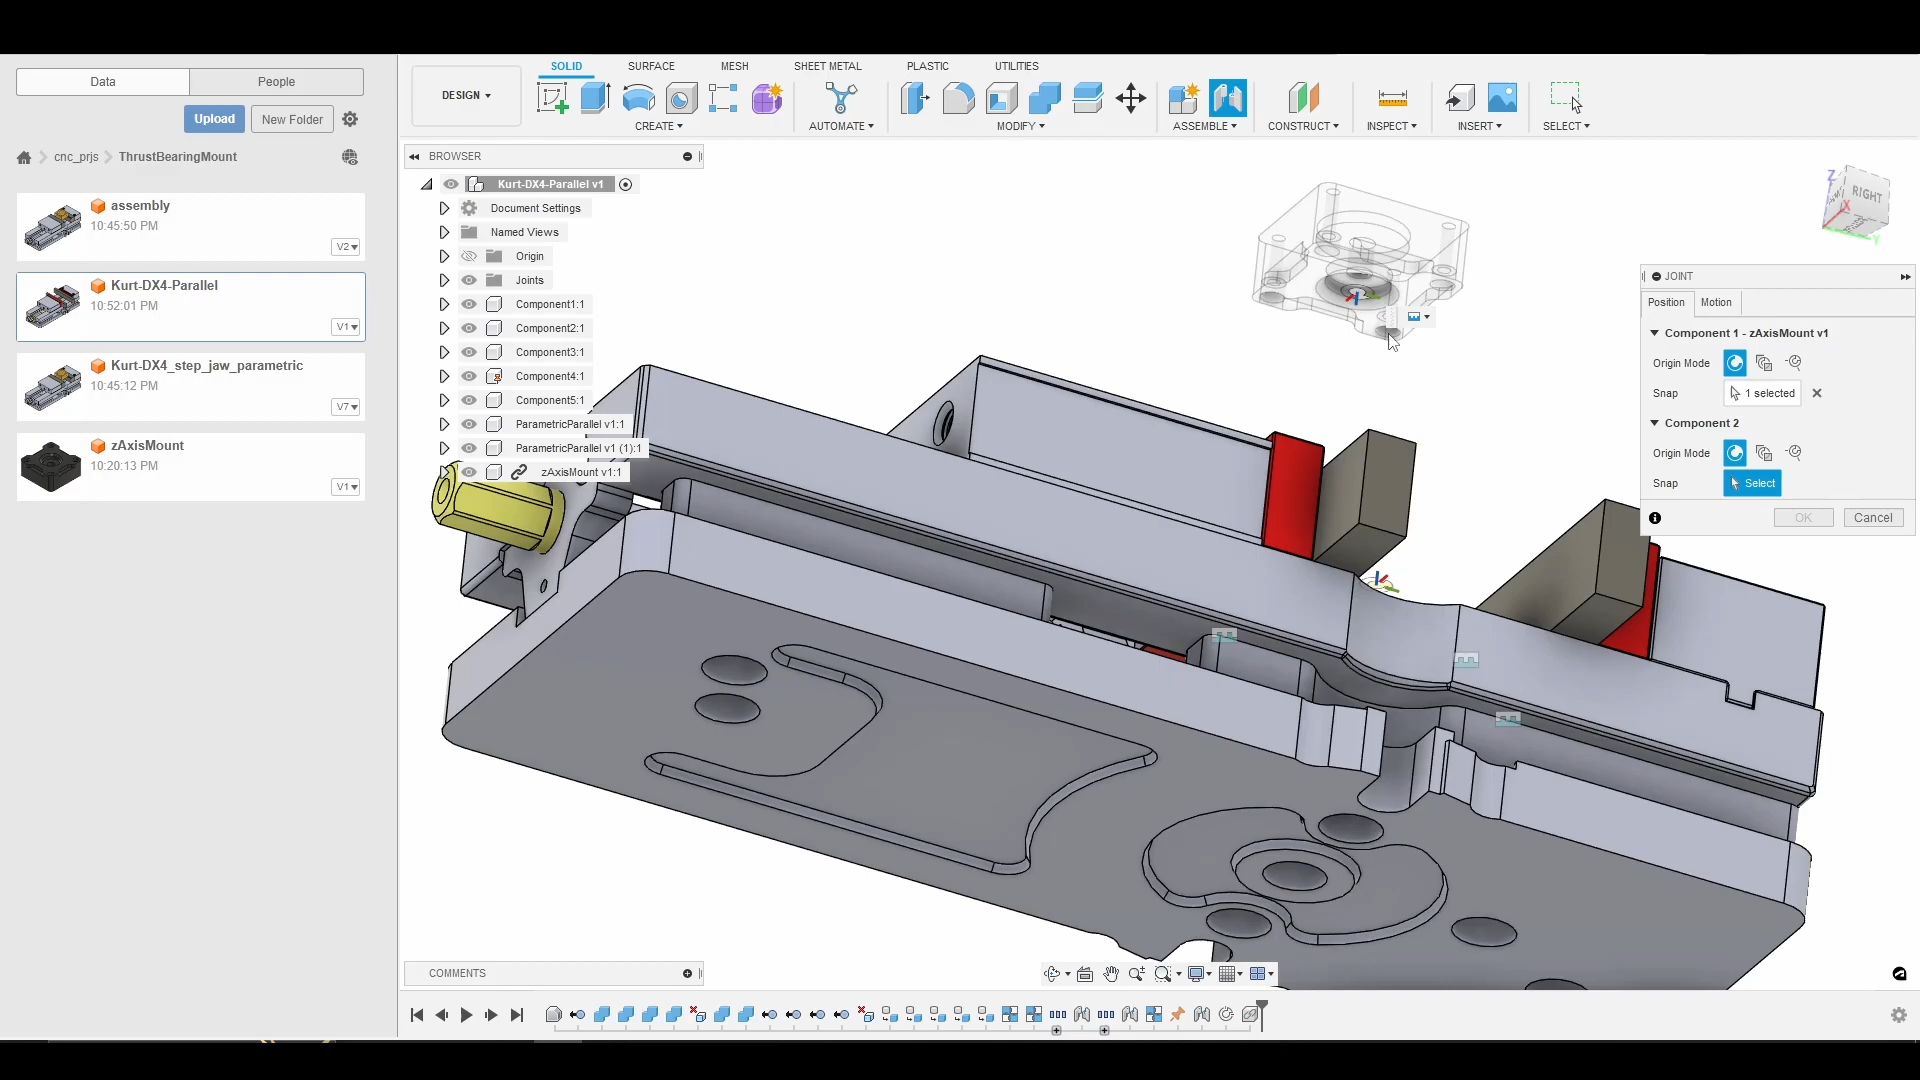 Data
People
Upload
New Folder
cnc_prjs
ThrustBearingMount
assembly
10:45:50 PM
V2
Kurt-DX4-Parallel
10:52:01 PM
V1
Kurt-DX4_step_jaw_parametric
10:45:12 PM
V7
zAxisMount
10:20:13 PM
V1
DESIGN
SOLID
SURFACE
MESH
SHEET METAL
PLASTIC
UTILITIES
CREATE
AUTOMATE
MODIFY
ASSEMBLE
CONSTRUCT
INSPECT
INSERT
SELECT
BROWSER
Kurt-DX4-Parallel v1
Document Settings
Named Views
Origin
Joints
Component1:1
Component2:1
Component3:1
Component4:1
Component5:1
ParametricParallel v1:1
ParametricParallel v1 (1):1
zAxisMount v1:1
Z
X
Y
RIGHT
JOINT
Position
Motion
Component 1 - zAxisMount v1
Origin Mode
Snap
1 selected
Component 2
Origin Mode
Snap
Select
OK
Cancel
COMMENTS